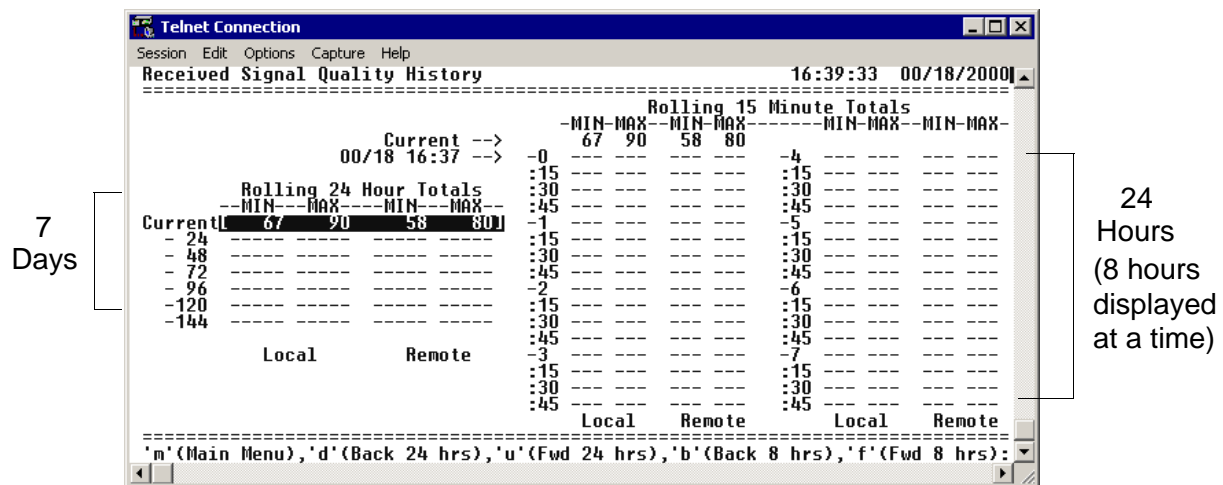 Telnet Connection
Session Edit Options Capture Help
Received Signal Quality History 16:39:33 00/18/2000
================================================================================
Rolling 15 Minute Totals
-MIN-MAX--MIN-MAX-------MIN-MAX--MIN-MAX-
Current --> 67 90 58 80
00/18 16:37 --> -0 --- --- --- --- -4 --- --- --- ---
:15 --- --- --- --- :15 --- --- --- ---
Rolling 24 Hour Totals :30 --- --- --- --- :30 --- --- --- ---
--MIN---MAX----MIN---MAX-- :45 --- --- --- --- :45 --- --- --- ---
Current[ 67 90 58 80] -1 --- --- --- --- -5 --- --- --- ---
- 24 ----- ----- ----- ----- :15 --- --- --- --- :15 --- --- --- ---
- 48 ----- ----- ----- ----- :30 --- --- --- --- :30 --- --- --- ---
- 72 ----- ----- ----- ----- :45 --- --- --- --- :45 --- --- --- ---
- 96 ----- ----- ----- ----- -2 --- --- --- --- -6 --- --- --- ---
-120 ----- ----- ----- ----- :15 --- --- --- --- :15 --- --- --- ---
-144 ----- ----- ----- ----- :30 --- --- --- --- :30 --- --- --- ---
:45 --- --- --- --- :45 --- --- --- ---
Local Remote -3 --- --- --- --- -7 --- --- --- ---
:15 --- --- --- --- :15 --- --- --- ---
:30 --- --- --- --- :30 --- --- --- ---
:45 --- --- --- --- :45 --- --- --- ---
Local Remote Local Remote
================================================================================
'm'(Main Menu),'d'(Back 24 hrs),'u'(Fwd 24 hrs),'b'(Back 8 hrs),'f'(Fwd 8 hrs):
7
Days
24
Hours
(8 hours
displayed
at a time)